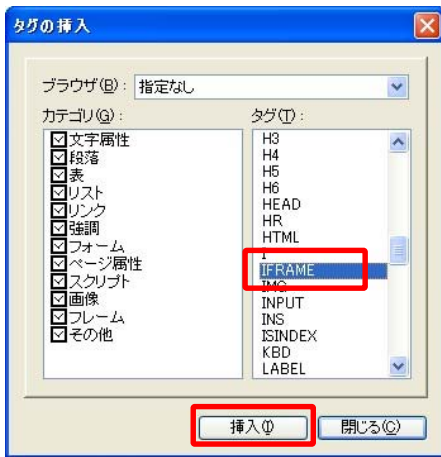 タグの挿入
ブラウザ(B): 指定なし
カテゴリ(G):
文字属性
段落
表
リスト
リンク
強調
フォーム
ページ属性
スクリプト
画像
フレーム
その他
タグ(T):
H3
H4
H5
H6
HEAD
HR
HTML
I
IFRAME
IMG
INPUT
INS
ISINDEX
KBD
LABEL
挿入(I) 閉じる(C)